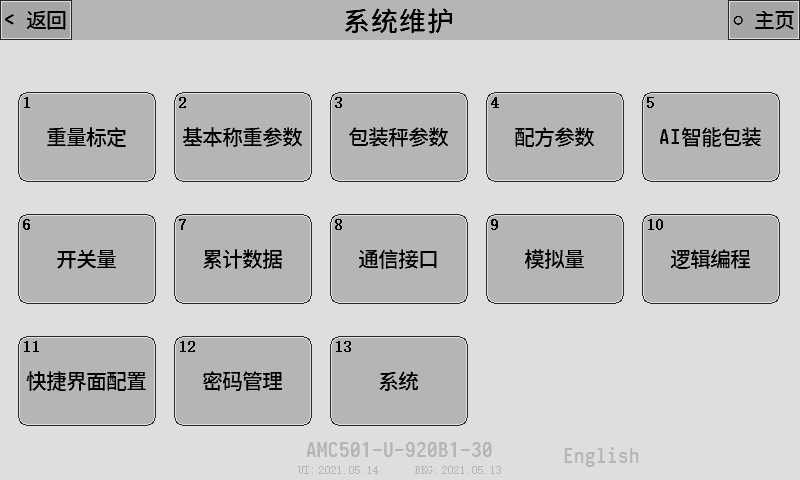 < 返回
系统维护
○ 主页
1
重量标定
2
基本称重参数
3
包装秤参数
4
配方参数
5
AI智能包装
6
开关量
7
累计数据
8
通信接口
9
模拟量
10
逻辑编程
11
快捷界面配置
12
密码管理
13
系统
AMC501-U-920B1-30
English
UI: 2021.05.14 BKG: 2021.05.13